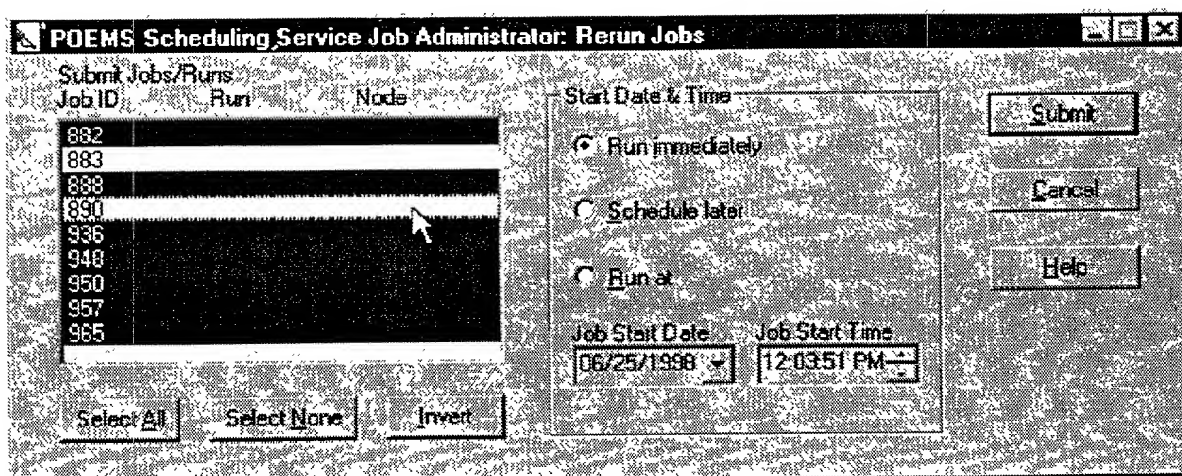 POEMS Scheduling Service Job Administrator: Rerun Jobs
Submit Jobs/Runs
Job ID Run Node
882
883
888
890
936
948
950
957
965
Select All Select None Invert
Start Date & Time
Run immediately
Schedule later
Run at
Job Start Date Job Start Time
06/25/1998 12:03:51 PM
Submit
Cancel
Help